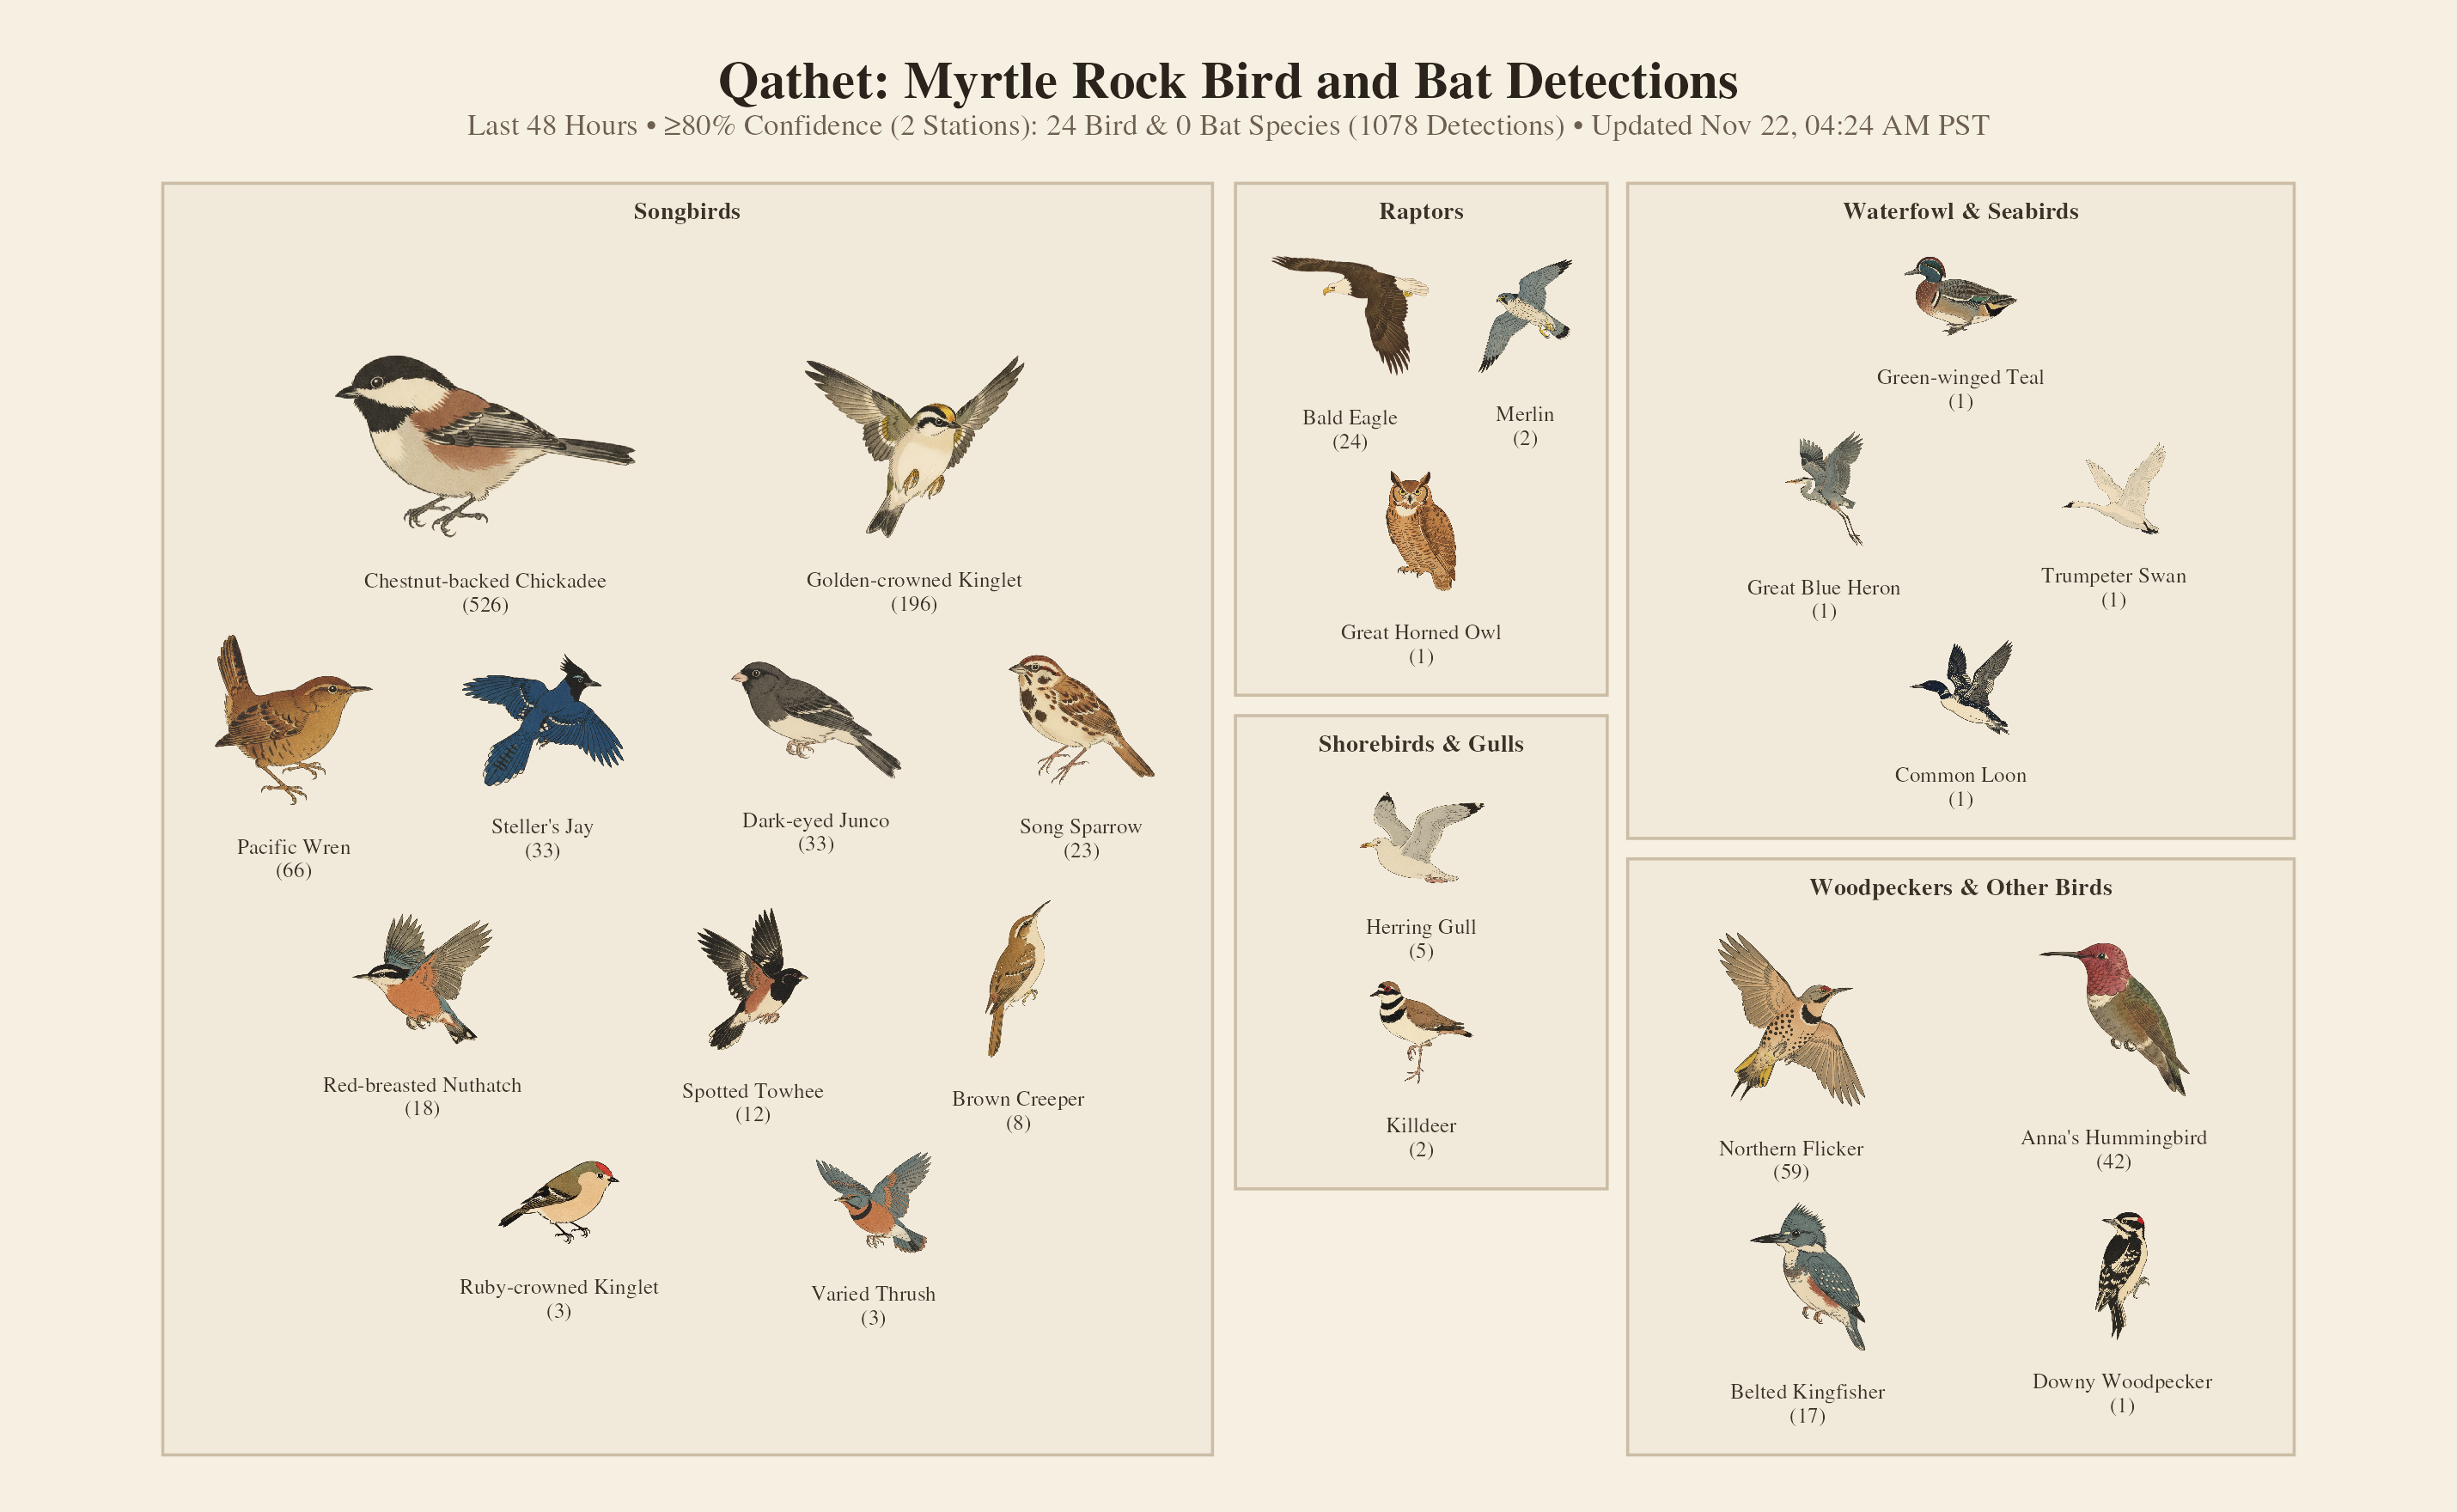 Qathet: Myrtle Rock Bird and Bat Detections
Last 48 Hours • ≥80% Confidence (2 Stations): 24 Bird & 0 Bat Species (1078 Detections) • Updated Nov 22, 04:24 AM PST
Songbirds
Chestnut-backed Chickadee
(526)
Golden-crowned Kinglet
(196)
Pacific Wren
(66)
Steller's Jay
(33)
Dark-eyed Junco
(33)
Song Sparrow
(23)
Red-breasted Nuthatch
(18)
Spotted Towhee
(12)
Brown Creeper
(8)
Ruby-crowned Kinglet
(3)
Varied Thrush
(3)
Raptors
Bald Eagle
(24)
Merlin
(2)
Great Horned Owl
(1)
Shorebirds & Gulls
Herring Gull
(5)
Killdeer
(2)
Waterfowl & Seabirds
Green-winged Teal
(1)
Great Blue Heron
(1)
Trumpeter Swan
(1)
Common Loon
(1)
Woodpeckers & Other Birds
Northern Flicker
(59)
Anna's Hummingbird
(42)
Belted Kingfisher
(17)
Downy Woodpecker
(1)